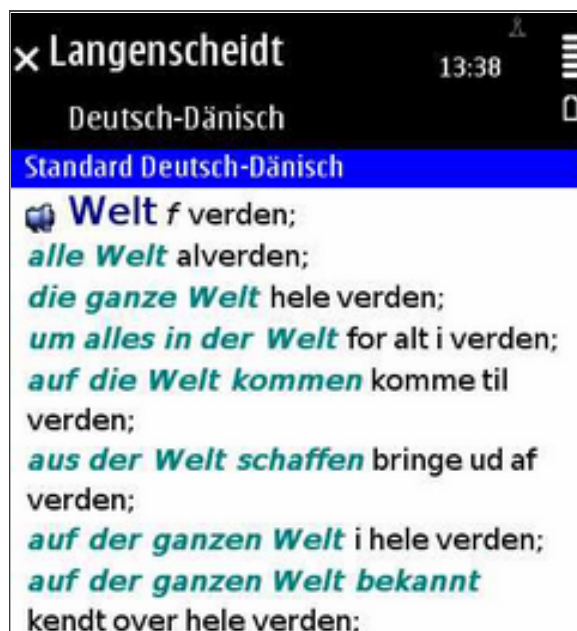 × Langenscheidt
13:38
Deutsch-Dänisch
Standard Deutsch-Dänisch
Welt f verden;
alle Welt alverden;
die ganze Welt hele verden;
um alles in der Welt for alt i verden;
auf die Welt kommen komme til
verden;
aus der Welt schaffen bringe ud af
verden;
auf der ganzen Welt i hele verden;
auf der ganzen Welt bekannt
kendt over hele verden;